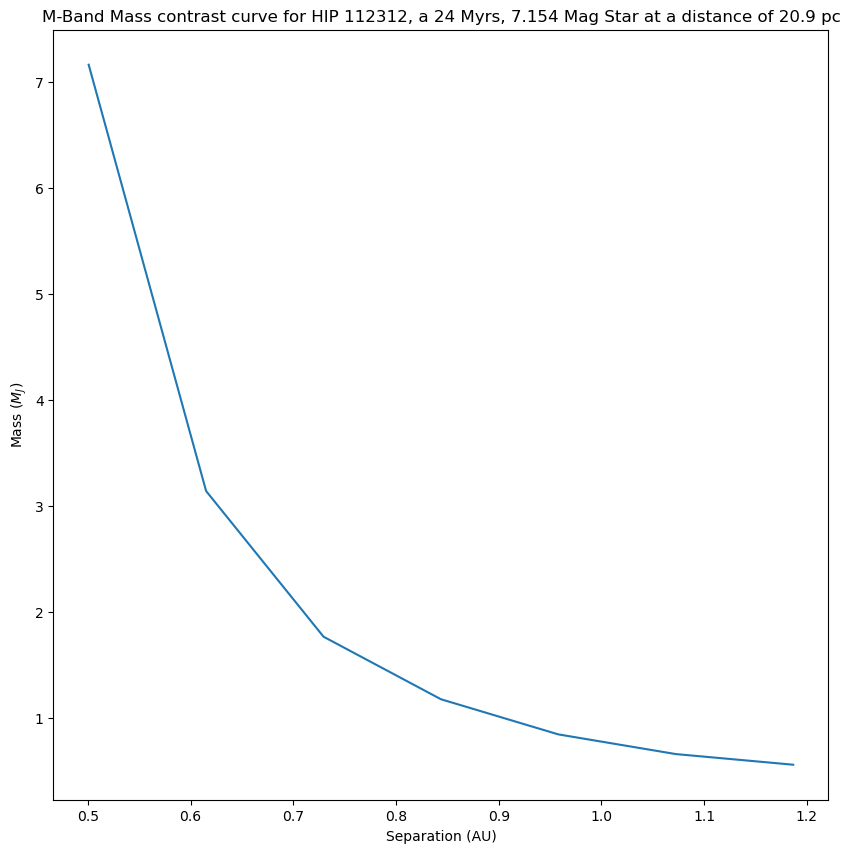 M-Band Mass contrast curve for HIP 112312, a 24 Myrs, 7.154 Mag Star at a distance of 20.9 pc
7
6
5
4
3
2
1
Mass (M_J)
0.5 0.6 0.7 0.8 0.9 1.0 1.1 1.2
Separation (AU)